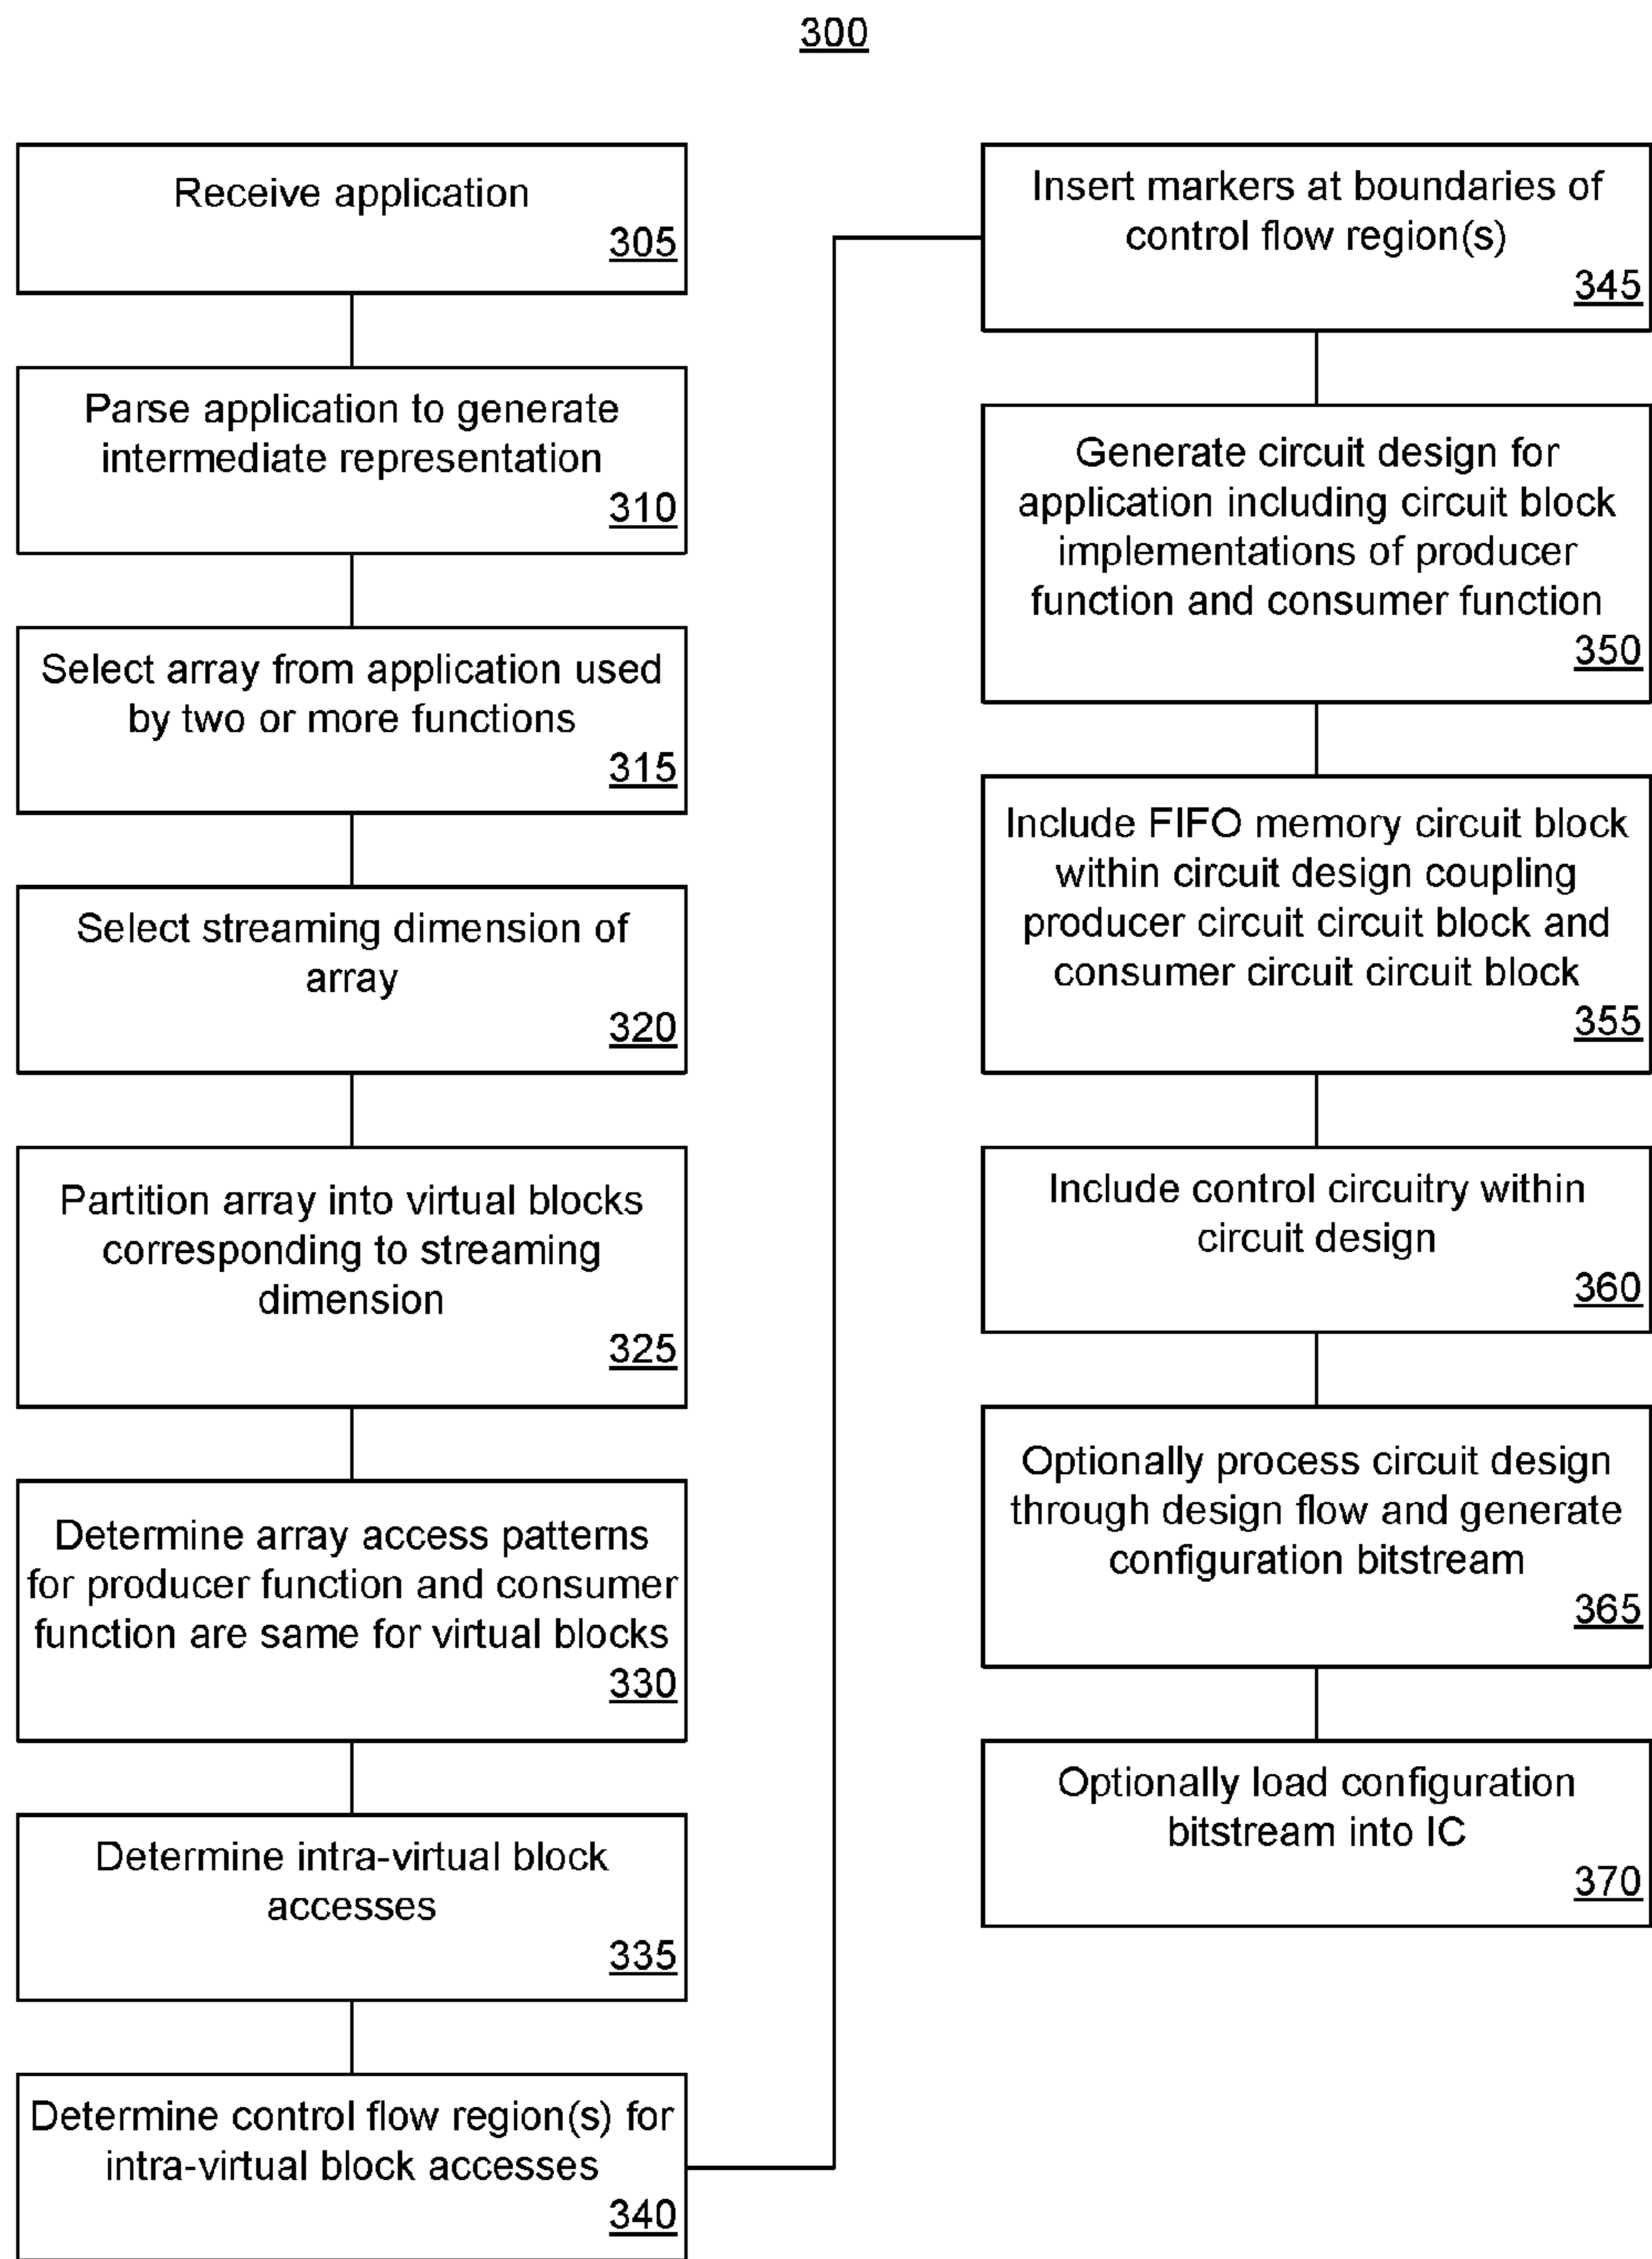 300
Receive application
305
Parse application to generate
intermediate representation
310
Select array from application used
by two or more functions
315
Select streaming dimension of
array
320
Partition array into virtual blocks
corresponding to streaming
dimension
325
Determine array access patterns
for producer function and consumer
function are same for virtual blocks
330
Determine intra-virtual block
accesses
335
Determine control flow region(s) for
intra-virtual block accesses
340
Insert markers at boundaries of
control flow region(s)
345
Generate circuit design for
application including circuit block
implementations of producer
function and consumer function
350
Include FIFO memory circuit block
within circuit design coupling
producer circuit circuit block and
consumer circuit circuit block
355
Include control circuitry within
circuit design
360
Optionally process circuit design
through design flow and generate
configuration bitstream
365
Optionally load configuration
bitstream into IC
370